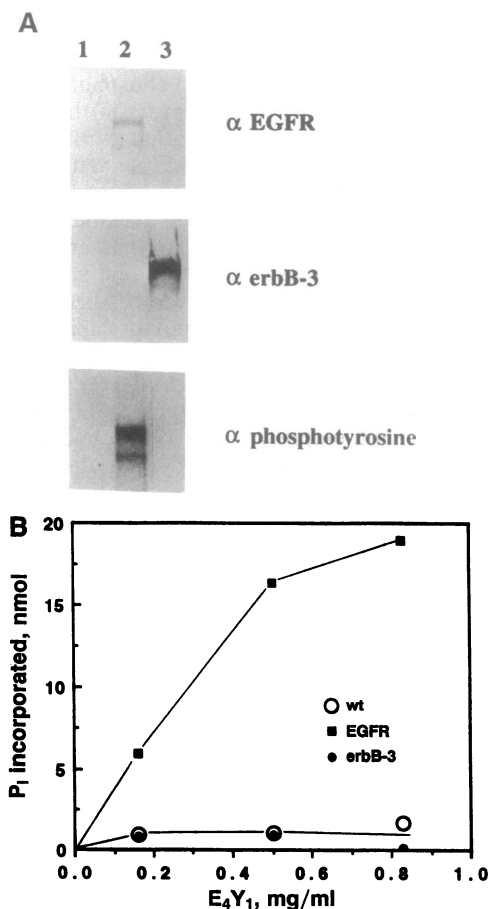 A
1 2 3
α EGFR
α erbB-3
α phosphotyrosine
B
PI incorporated, nmol
20
15
10
5
0
wt
EGFR
erbB-3
0.0 0.2 0.4 0.6 0.8 1.0
E4Y1, mg/ml